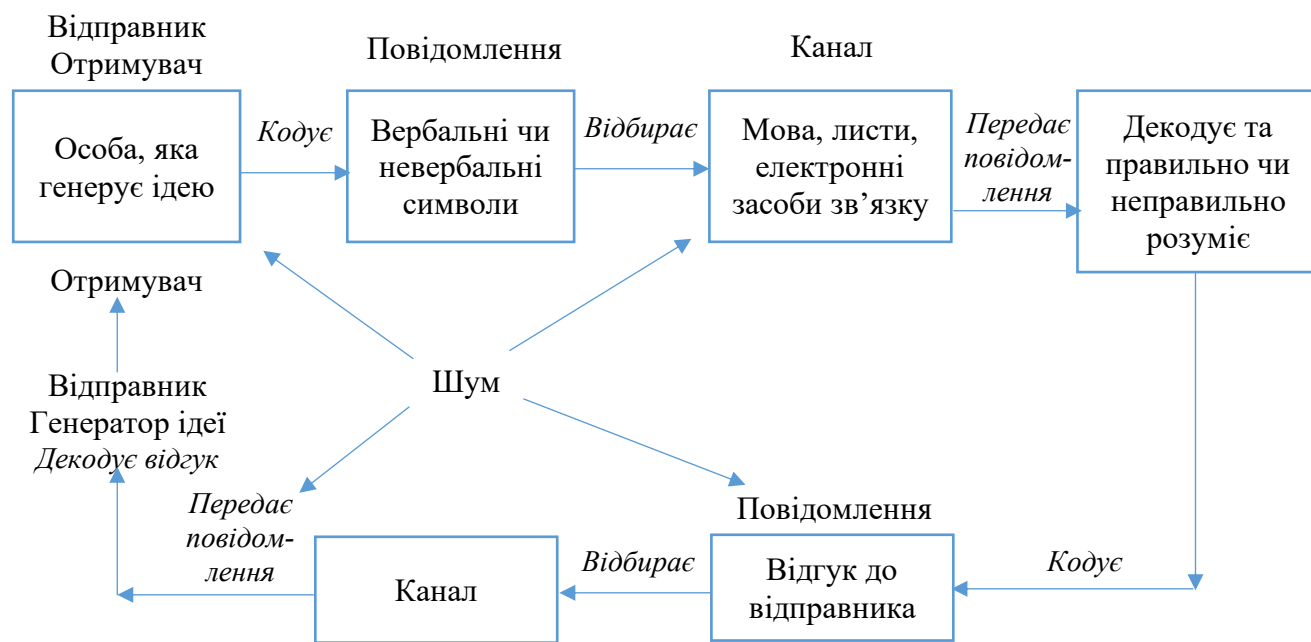 Відправник
Отримувач
Повідомлення
Канал
Особа, яка
генерує ідею
Кодує
Вербальні чи
невербальні
символи
Відбирає
Мова, листи,
електронні
засоби зв’язку
Передає
повідом-
лення
Декодує та
правильно чи
неправильно
розуміє
Отримувач
Шум
Відправник
Генератор ідеї
Декодує відгук
Передає
повідом-
лення
Канал
Відбирає
Повідомлення
Відгук до
відправника
Кодує